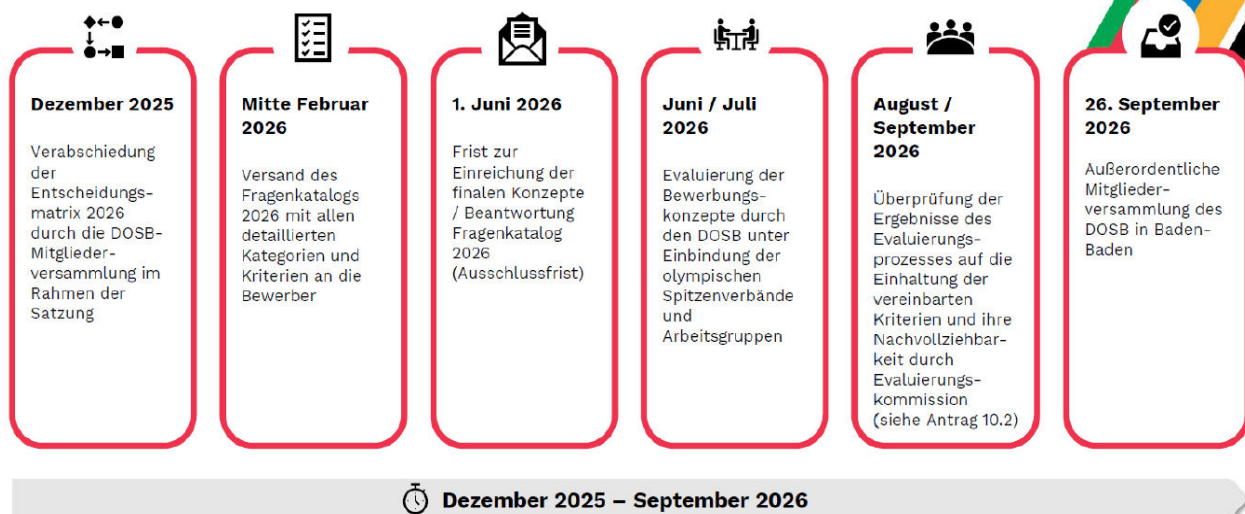 Dezember 2025
Verabschiedung
der
Entscheidungs-
matrix 2026
durch die DOSB-
Mitglieder-
versammlung im
Rahmen der
Satzung
Mitte Februar
2026
Versand des
Fragenkatalogs
2026 mit allen
detaillierten
Kategorien und
Kriterien an die
Bewerber
1. Juni 2026
Frist zur
Einreichung der
finalen Konzepte
/ Beantwortung
Fragenkatalog
2026
(Ausschlussfrist)
Juni / Juli
2026
Evaluierung der
Bewerbungs-
konzepte durch
den DOSB unter
Einbindung der
olympischen
Spitzenverbände
und
Arbeitsgruppen
August /
September
2026
Überprüfung der
Ergebnisse des
Evaluierungs-
prozesses auf die
Einhaltung der
vereinbarten
Kriterien und ihre
Nachvollziehbar-
keit durch
Evaluierungs-
kommission
(siehe Antrag 10.2)
26. September
2026
Außerordentliche
Mitglieder-
versammlung des
DOSB in Baden-
Baden
Dezember 2025 – September 2026